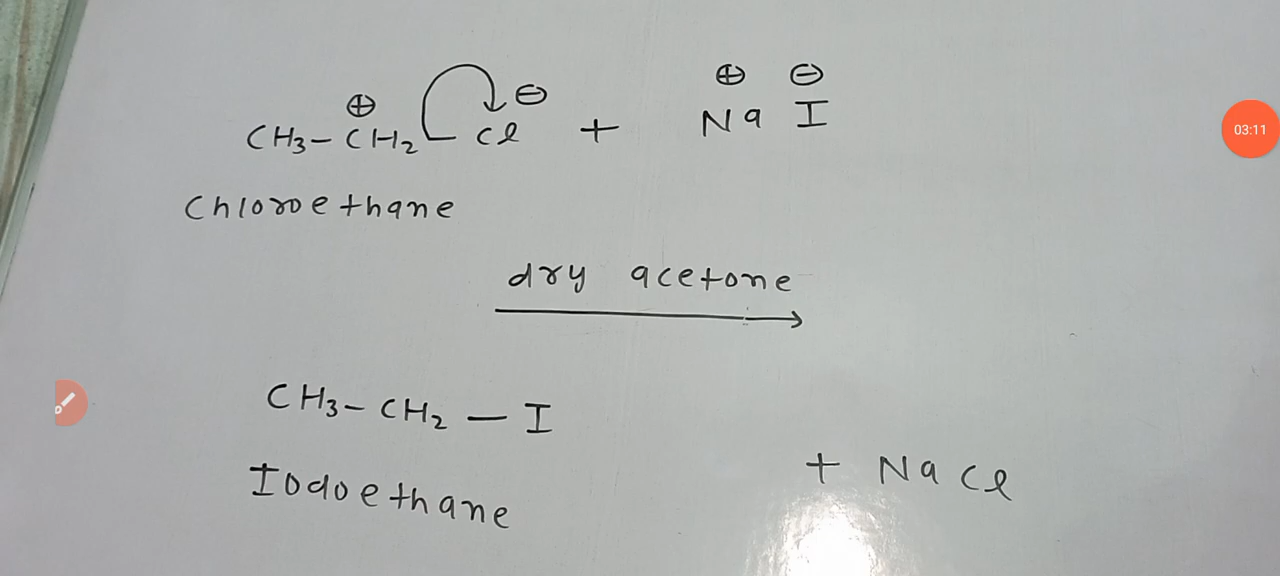 ⊕ ⊖ ⊕ ⊖
CH₃ – CH₂ – Cl + Na I
Chloroethane
dry acetone
CH₃ – CH₂ – I
+ NaCl
Iodoethane
03:11